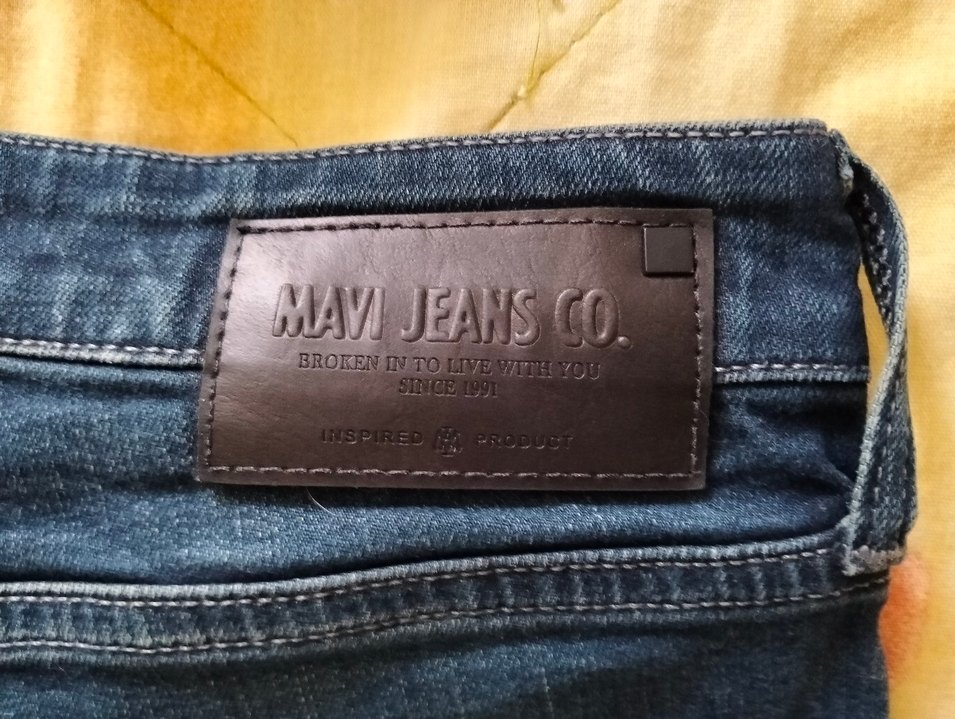 MAVI JEANS CO.
BROKEN IN TO LIVE WITH YOU
SINCE 1991
INSPIRED PRODUCT